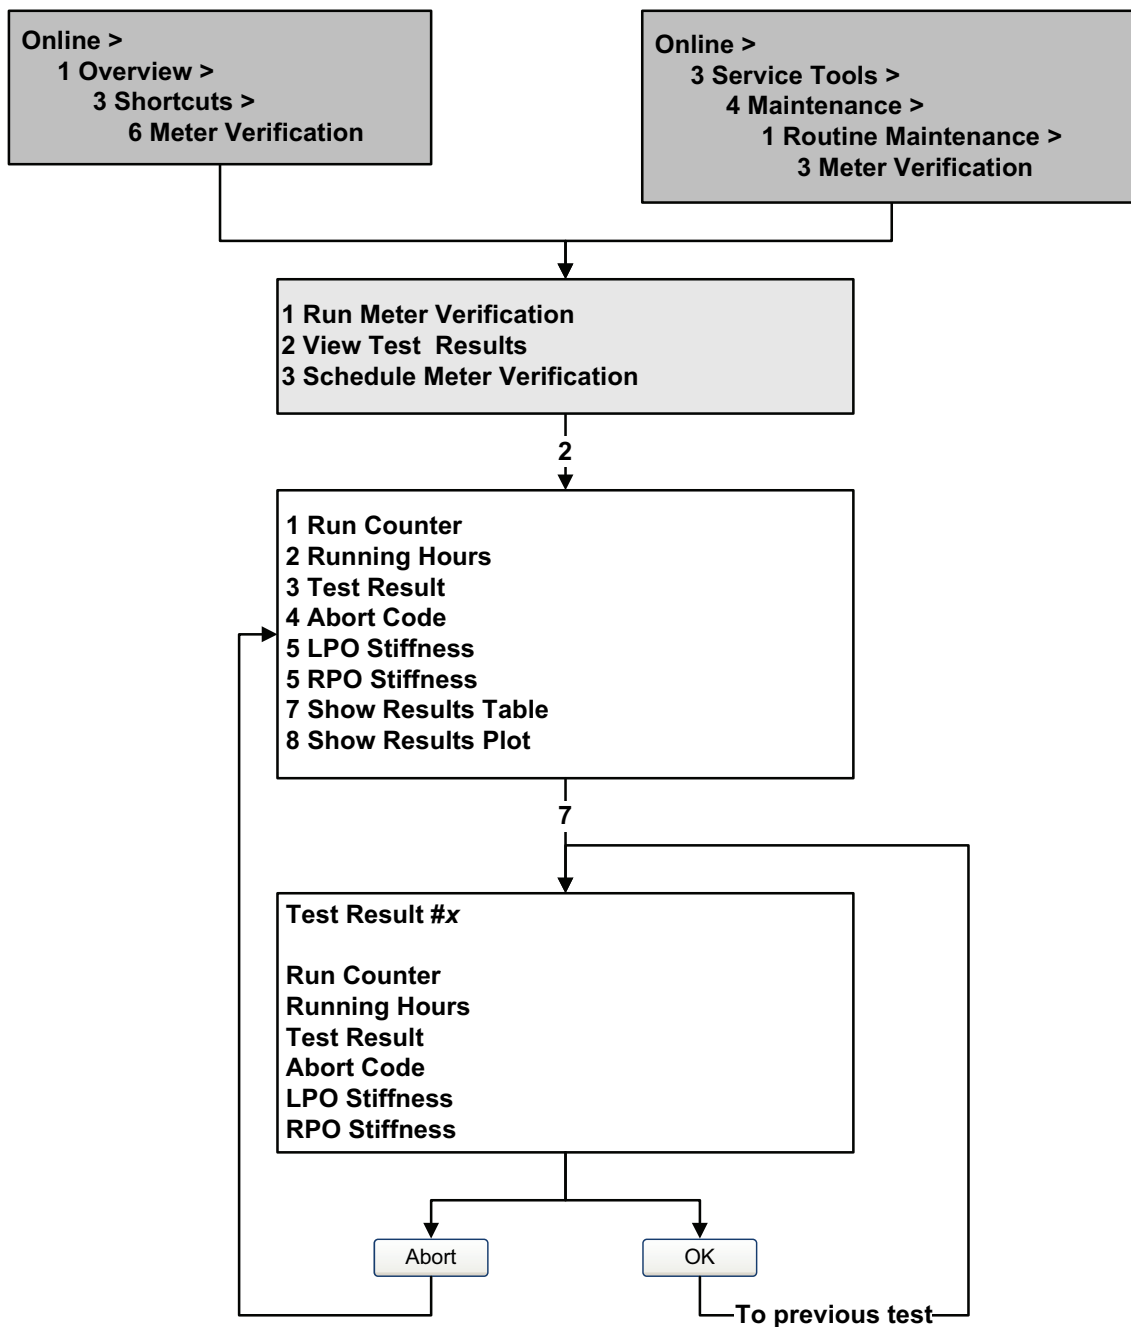 Online >
1 Overview >
3 Shortcuts >
6 Meter Verification
Online >
3 Service Tools >
4 Maintenance >
1 Routine Maintenance >
3 Meter Verification
1 Run Meter Verification
2 View Test Results
3 Schedule Meter Verification
2
1 Run Counter
2 Running Hours
3 Test Result
4 Abort Code
5 LPO Stiffness
5 RPO Stiffness
7 Show Results Table
8 Show Results Plot
7
Test Result #x
Run Counter
Running Hours
Test Result
Abort Code
LPO Stiffness
RPO Stiffness
Abort
OK
To previous test